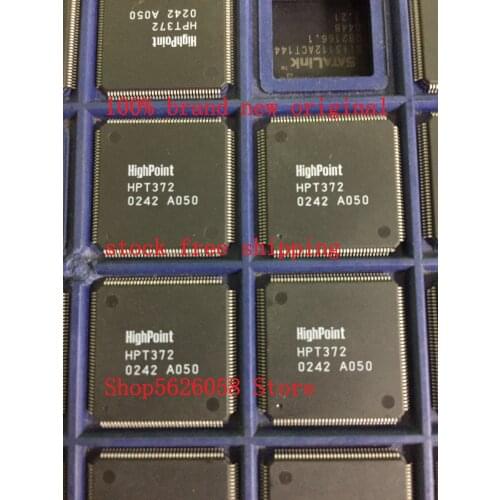 HighPoint
HPT372
0242 A050
SATALink™
100% brand new original
HighPoint
HPT372
0242 A050
HighPoint
HPT372
0242 A050
stock free shipping
HighPoint
HPT372
0242 A050
HighPoint
HPT372
0242 A050
Shop5626058 Store